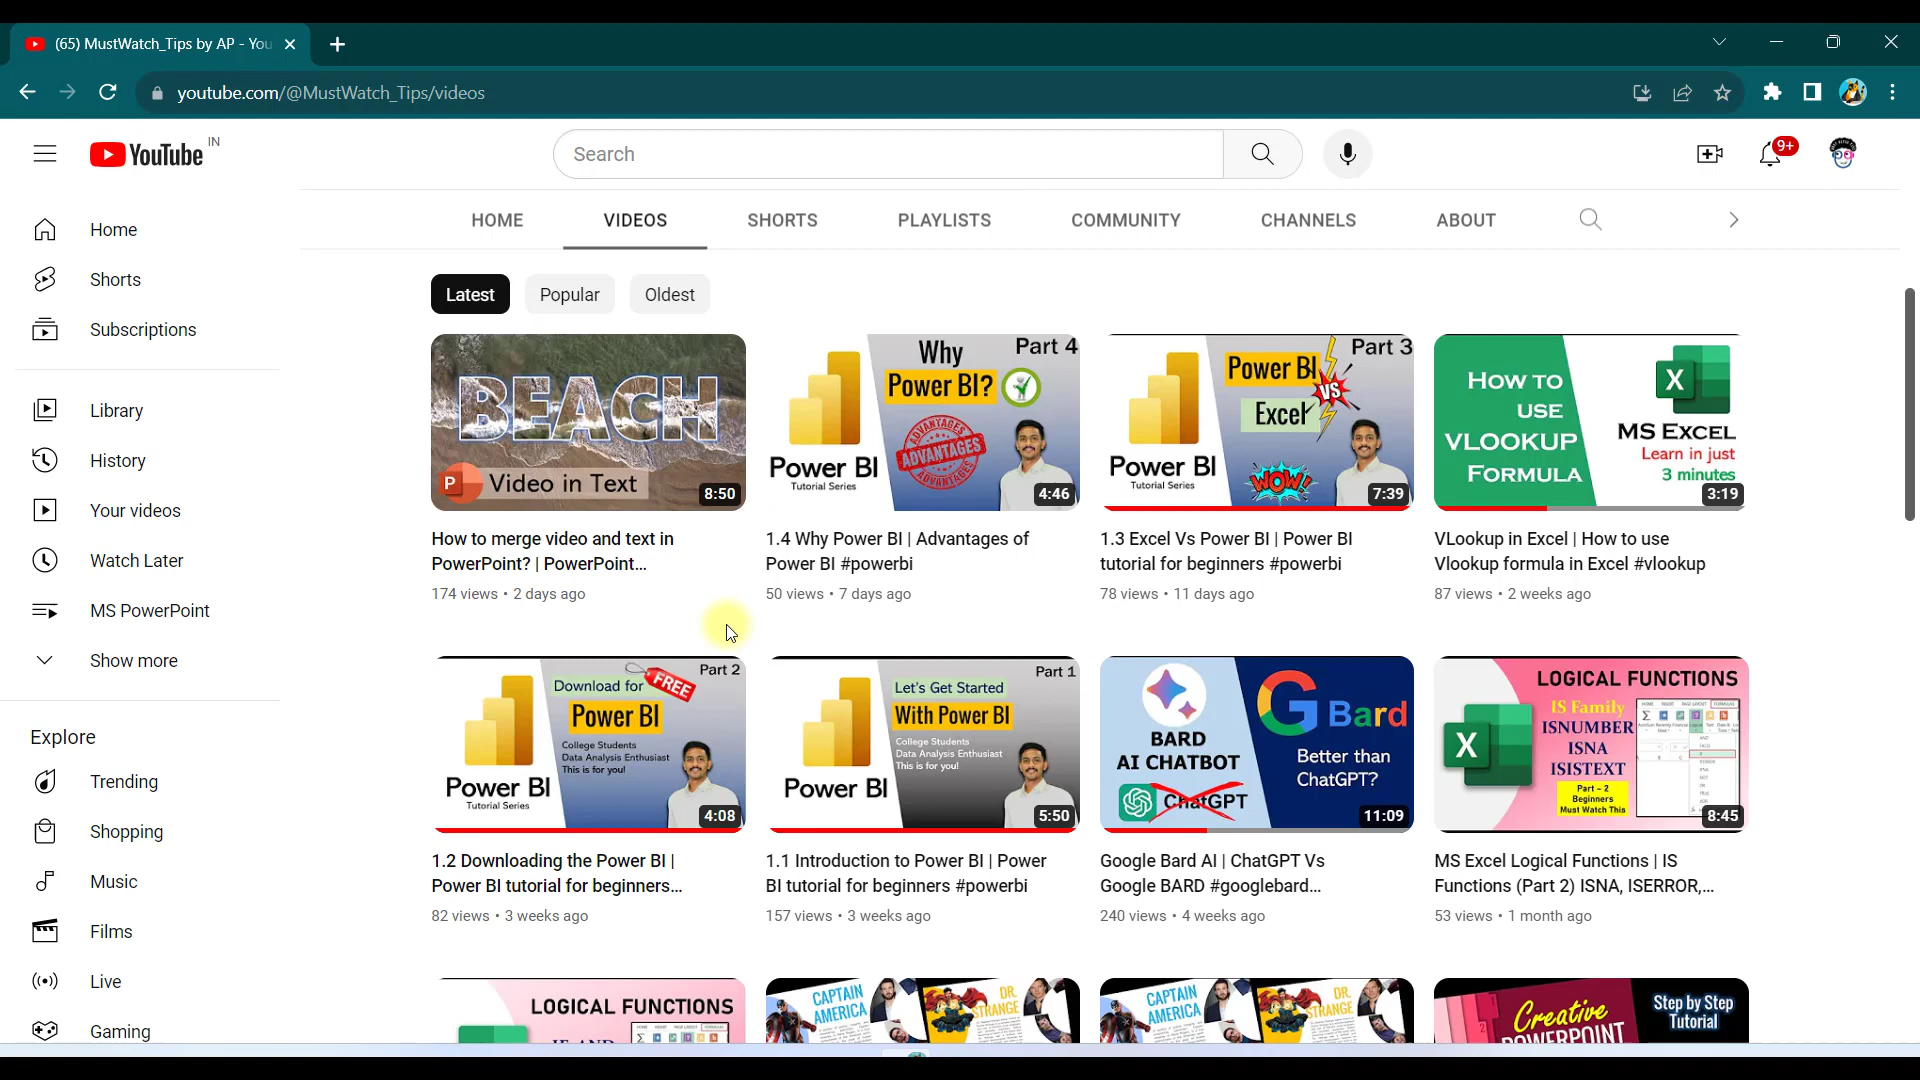 (65) MustWatch_Tips by AP - You
youtube.com/@MustWatch_Tips/videos
YouTube IN
Search
9+
HOME VIDEOS SHORTS PLAYLISTS COMMUNITY CHANNELS ABOUT
Home
Shorts
Subscriptions
Library
History
Your videos
Watch Later
MS PowerPoint
Show more
Explore
Trending
Shopping
Music
Films
Live
Gaming
Latest Popular Oldest
BEACH
P Video in Text
8:50
How to merge video and text in
PowerPoint? | PowerPoint...
174 views • 2 days ago
Why
Power BI?
Part 4
ADVANTAGES
ADVANTAGES
ADVANTAGES
Power BI
Tutorial Series
4:46
1.4 Why Power BI | Advantages of
Power BI #powerbi
50 views • 7 days ago
Part 3
Power BI
VS
Excel
Power BI
Tutorial Series
WOW!
7:39
1.3 Excel Vs Power BI | Power BI
tutorial for beginners #powerbi
78 views • 11 days ago
HOW TO
USE
VLOOKUP
FORMULA
X
MS EXCEL
Learn in just
3 minutes
3:19
VLookup in Excel | How to use
Vlookup formula in Excel #vlookup
87 views • 2 weeks ago
Part 2
Download for FREE
Power BI
College Students
Data Analysis Enthusiast
This is for you!
Power BI
Tutorial Series
4:08
1.2 Downloading the Power BI |
Power BI tutorial for beginners...
82 views • 3 weeks ago
Part 1
Let's Get Started
With Power BI
College Students
Data Analysis Enthusiast
This is for you!
Power BI
5:50
1.1 Introduction to Power BI | Power
BI tutorial for beginners #powerbi
157 views • 3 weeks ago
BARD
AI CHATBOT
ChatGPT
G Bard
Better than
ChatGPT?
11:09
Google Bard AI | ChatGPT Vs
Google BARD #googlebard...
240 views • 4 weeks ago
LOGICAL FUNCTIONS
IS Family
ISNUMBER
ISNA
ISISTEXT
X
Part - 2
Beginners
Must Watch This
8:45
MS Excel Logical Functions | IS
Functions (Part 2) ISNA, ISERROR,...
53 views • 1 month ago
LOGICAL FUNCTIONS
CAPTAIN
AMERICA
DR.
STRANGE
CAPTAIN
AMERICA
DR.
STRANGE
Creative
POWERPOINT
Step by Step
Tutorial